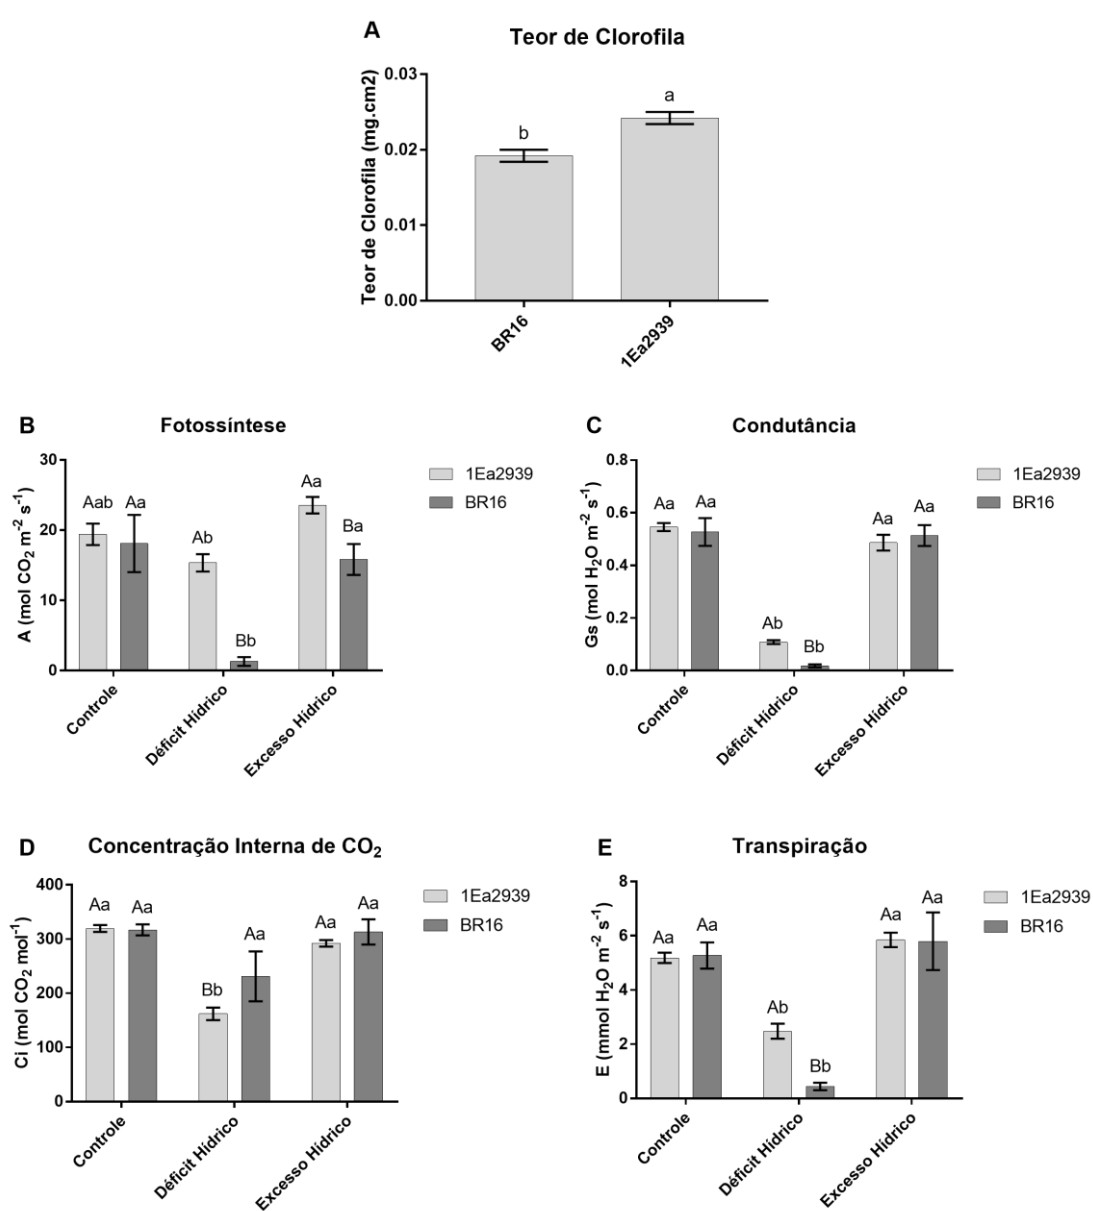 A
Teor de Clorofila
Teor de Clorofila (mg.cm2)
0.03
0.02
0.01
0.00
b
a
BR16
1Ea2939
B
Fotossíntese
A (mol CO2 m-2 s-1)
30
20
10
0
Aab
Aa
Ab
Bb
Aa
Ba
1Ea2939
BR16
Controle
Déficit Hídrico
Excesso Hídrico
C
Condutância
Gs (mol H2O m-2 s-1)
0.8
0.6
0.4
0.2
0.0
Aa
Aa
Ab
Bb
Aa
Aa
1Ea2939
BR16
Controle
Déficit Hídrico
Excesso Hídrico
D
Concentração Interna de CO2
Ci (mol CO2 mol-1)
400
300
200
100
0
Aa
Aa
Bb
Aa
Aa
Aa
1Ea2939
BR16
Controle
Déficit Hídrico
Excesso Hídrico
E
Transpiração
E (mmol H2O m-2 s-1)
8
6
4
2
0
Aa
Aa
Ab
Bb
Aa
Aa
1Ea2939
BR16
Controle
Déficit Hídrico
Excesso Hídrico